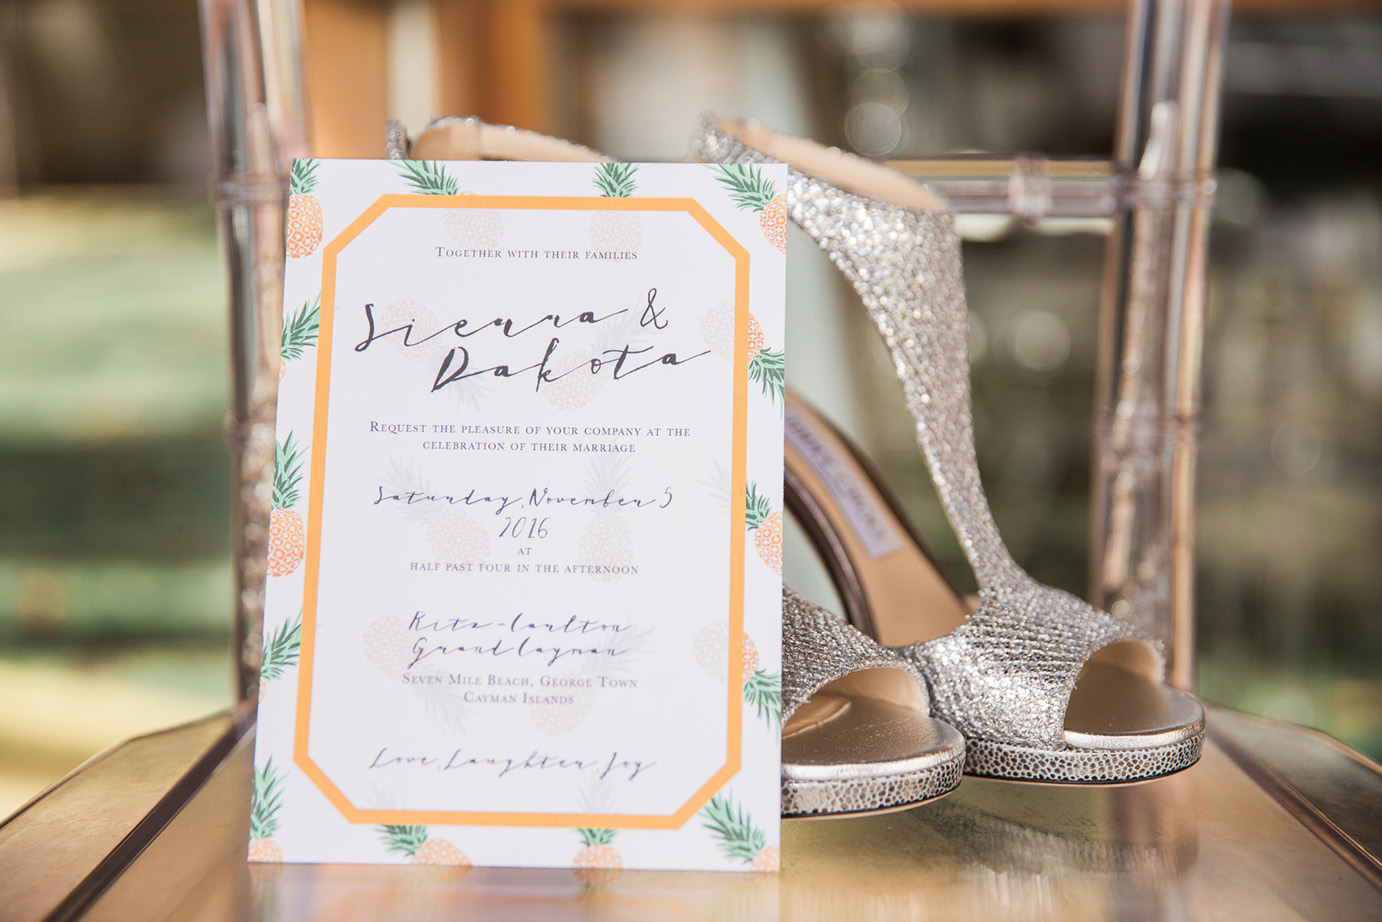 Together with their families
Sienna &
Dakota
Request the pleasure of your company at the
celebration of their marriage
Saturday, November 5
2016
at
half past four in the afternoon
Ritz-Carlton
Grand Cayman
Seven Mile Beach, George Town
Cayman Islands
Love, Laughter, Joy